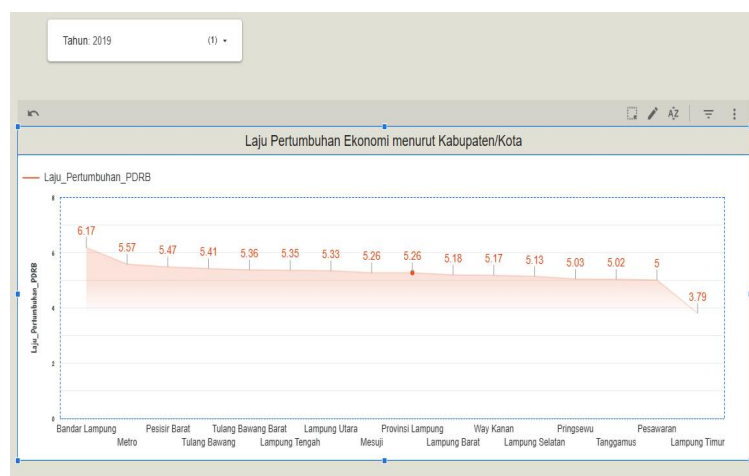 Tahun: 2019 (1)
Laju Pertumbuhan Ekonomi menurut Kabupaten/Kota
Laju_Pertumbuhan_PDRB
Laju_Pertumbuhan_PDRB
8
6
4
2
0
6.17 5.57 5.47 5.41 5.36 5.35 5.33 5.26 5.26 5.18 5.17 5.13 5.03 5.02 5 3.79
Bandar Lampung Pesisir Barat Tulang Bawang Barat Lampung Utara Provinsi Lampung Way Kanan Pringsewu Pesawaran
Metro Tulang Bawang Lampung Tengah Mesuji Lampung Barat Lampung Selatan Tanggamus Lampung Timur